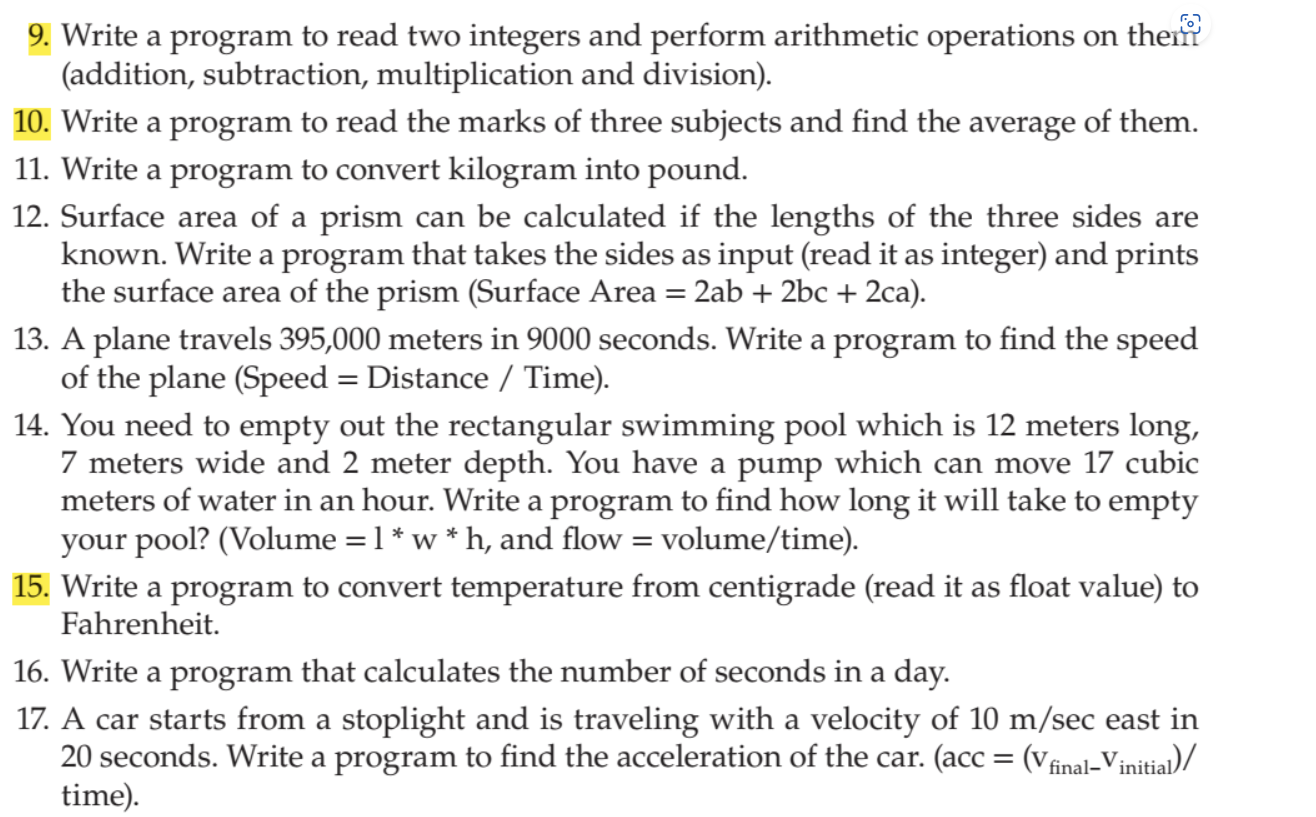 9. Write a program to read two integers and perform arithmetic operations on them
(addition, subtraction, multiplication and division).
10. Write a program to read the marks of three subjects and find the average of them.
11. Write a program to convert kilogram into pound.
12. Surface area of a prism can be calculated if the lengths of the three sides are
known. Write a program that takes the sides as input (read it as integer) and prints
the surface area of the prism (Surface Area = 2ab + 2bc + 2ca).
13. A plane travels 395,000 meters in 9000 seconds. Write a program to find the speed
of the plane (Speed = Distance / Time).
14. You need to empty out the rectangular swimming pool which is 12 meters long,
7 meters wide and 2 meter depth. You have a pump which can move 17 cubic
meters of water in an hour. Write a program to find how long it will take to empty
your pool? (Volume = l * w * h, and flow = volume/time).
15. Write a program to convert temperature from centigrade (read it as float value) to
Fahrenheit.
16. Write a program that calculates the number of seconds in a day.
17. A car starts from a stoplight and is traveling with a velocity of 10 m/sec east in
20 seconds. Write a program to find the acceleration of the car. (acc = (v final–v initial)/
time).